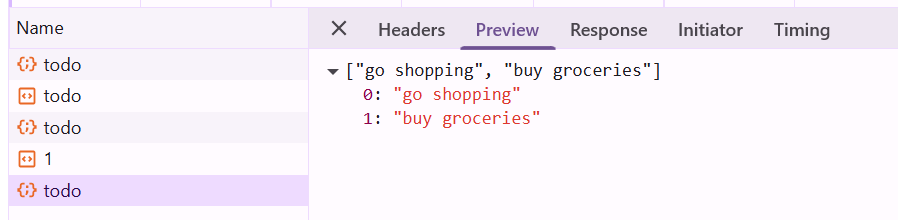 Name
Headers Preview Response Initiator Timing
todo
todo
todo
1
todo
["go shopping", "buy groceries"]
0: "go shopping"
1: "buy groceries"